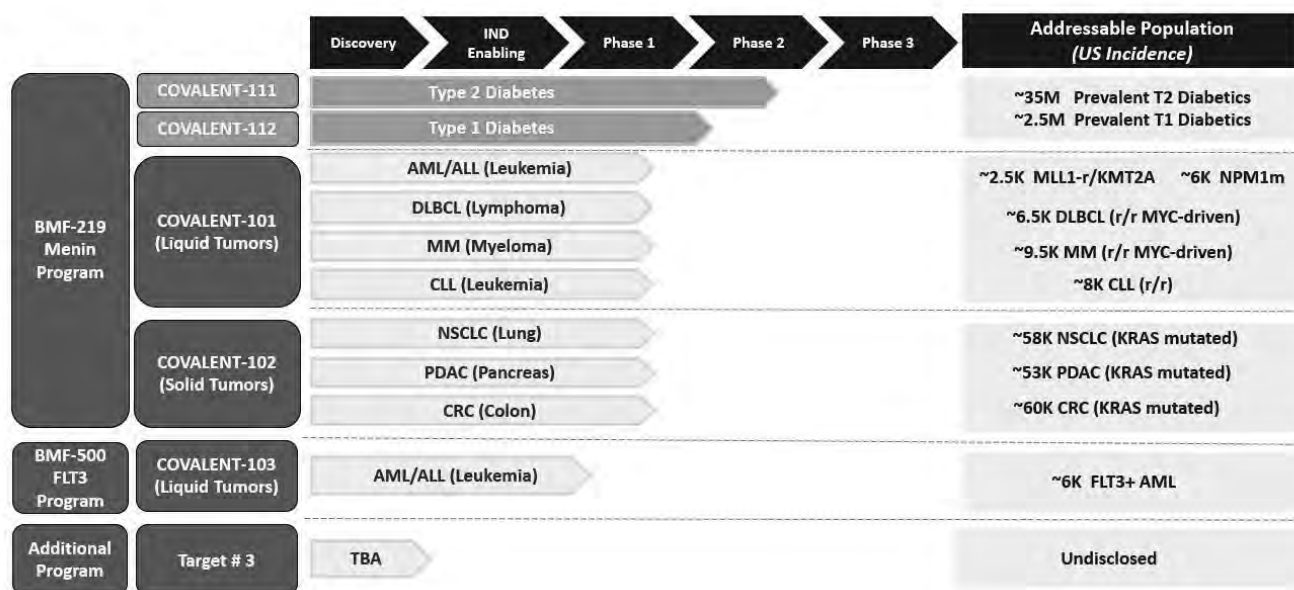 Discovery
IND
Enabling
Phase 1
Phase 2
Phase 3
Addressable Population
(US Incidence)
BMF-219
Menin
Program
COVALENT-111
Type 2 Diabetes
~35M Prevalent T2 Diabetics
COVALENT-112
Type 1 Diabetes
~2.5M Prevalent T1 Diabetics
COVALENT-101
(Liquid Tumors)
AML/ALL (Leukemia)
~2.5K MLL1-r/KMT2A ~6K NPM1m
DLBCL (Lymphoma)
~6.5K DLBCL (r/r MYC-driven)
MM (Myeloma)
~9.5K MM (r/r MYC-driven)
CLL (Leukemia)
~8K CLL (r/r)
COVALENT-102
(Solid Tumors)
NSCLC (Lung)
~58K NSCLC (KRAS mutated)
PDAC (Pancreas)
~53K PDAC (KRAS mutated)
CRC (Colon)
~60K CRC (KRAS mutated)
BMF-500
FLT3
Program
COVALENT-103
(Liquid Tumors)
AML/ALL (Leukemia)
~6K FLT3+ AML
Additional
Program
Target # 3
TBA
Undisclosed